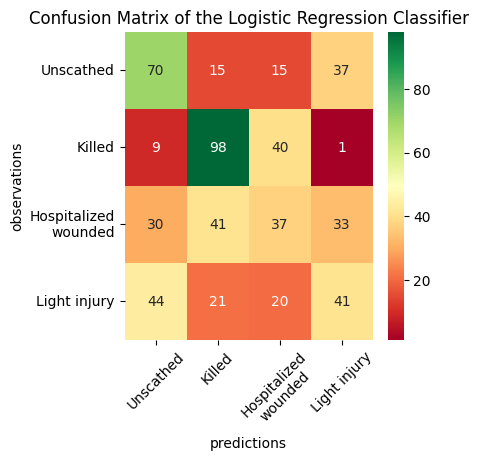 Confusion Matrix of the Logistic Regression Classifier
observations
Unscathed 70 15 15 37
Killed 9 98 40 1
Hospitalized
wounded 30 41 37 33
Light injury 44 21 20 41
80
60
40
20
Unscathed
Killed
Hospitalized
wounded
Light injury
predictions